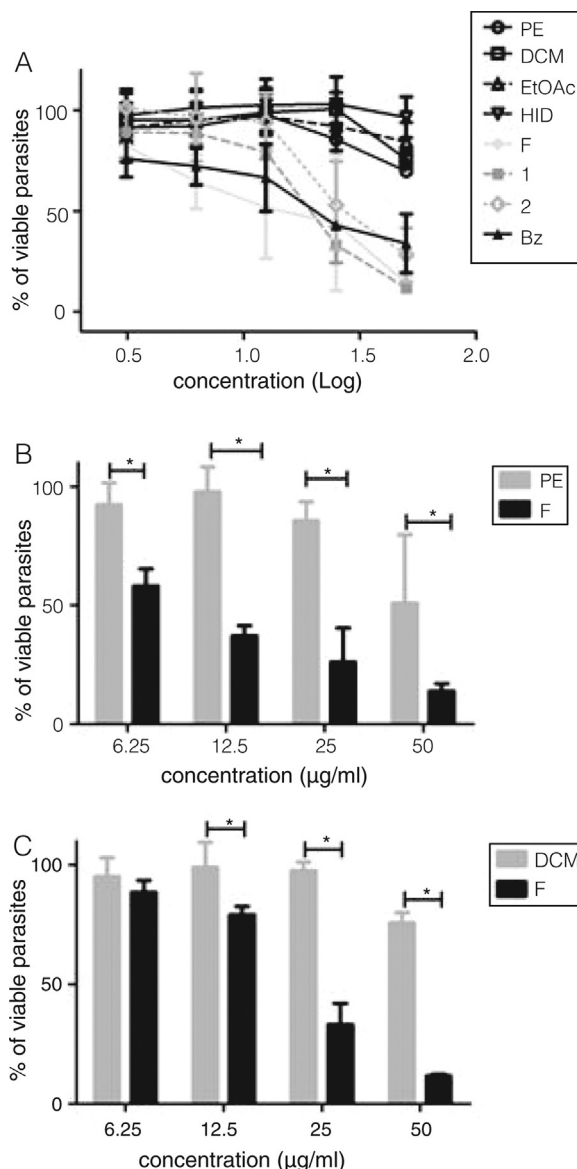 A
% of viable parasites
100
50
0
0.5 1.0 1.5 2.0
concentration (Log)
PE
DCM
EtOAc
HID
F
1
2
Bz
B
% of viable parasites
100
50
0
* * * *
6.25 12.5 25 50
concentration (µg/ml)
PE
F
C
% of viable parasites
100
50
0
* * *
6.25 12.5 25 50
concentration (µg/ml)
DCM
F